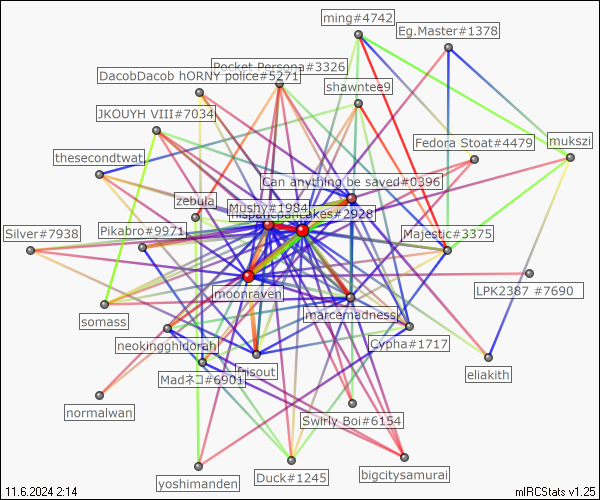 ming#4742
Eg.Master#1378
Pocket Persona#3326
DacobDacob hORNY police#5271
shawntee9
JKOUYH VIII#7034
Fedora Stoat#4479
mukszi
thesecondtwat
Can anything be saved#0396
zebula
Mushy#1984
hispanicpancakes#2928
Silver#7938
Pikabro#9971
Majestic#3375
moonraven
LPK2387 #7690
somass
marcemadness
neokingghidorah
Cypha#1717
Madネコ#6901
frisout
eliakith
normalwan
Swirly Boi#6154
yoshimanden
Duck#1245
bigcitysamurai
11.6.2024 2:14
mIRCStats v1.25